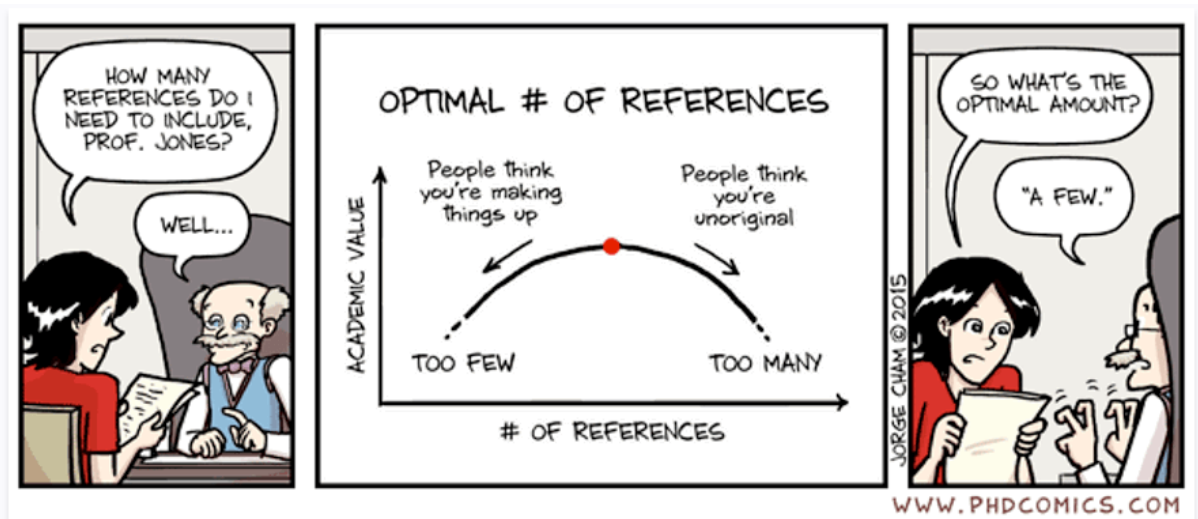 HOW MANY
REFERENCES DO I
NEED TO INCLUDE,
PROF. JONES?
WELL...
OPTIMAL # OF REFERENCES
People think
you're making
things up
People think
you're
unoriginal
ACADEMIC VALUE
TOO FEW
TOO MANY
# OF REFERENCES
SO WHAT'S THE
OPTIMAL AMOUNT?
"A FEW."
JORGE CHAM © 2015
WWW.PHDCOMICS.COM